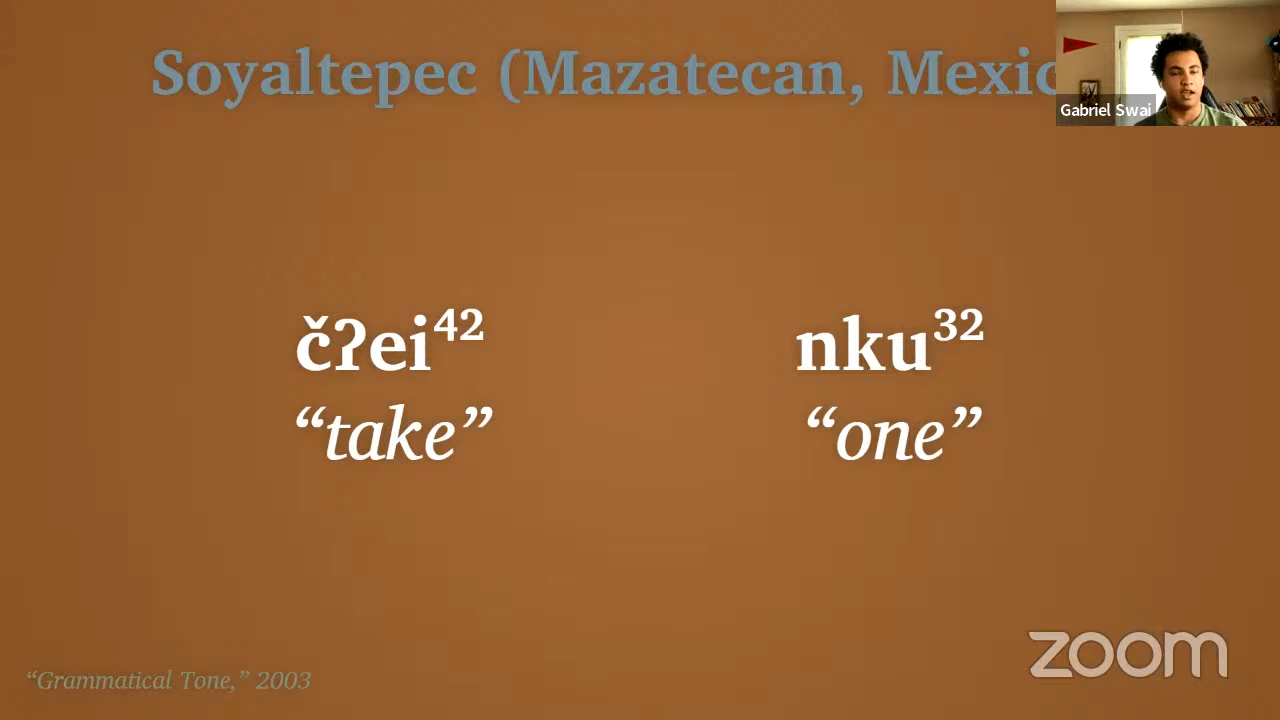 Soyaltepec (Mazatecan, Mexic
Gabriel Swai
čʔei⁴² nku³²
“take” “one”
“Grammatical Tone,” 2003
zoom